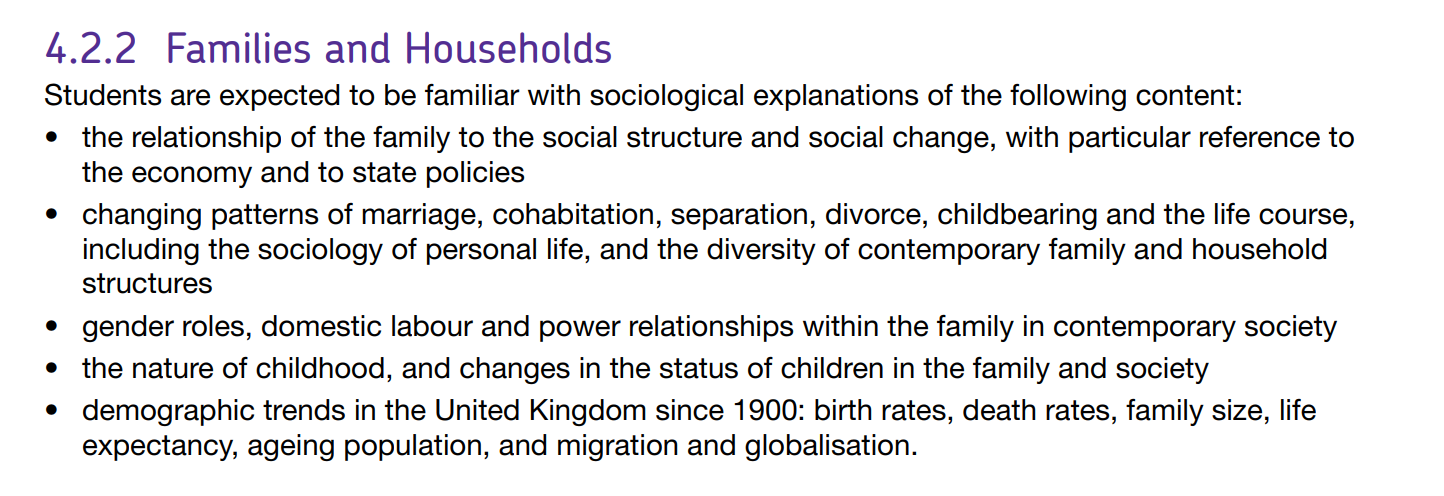 4.2.2 Families and Households
Students are expected to be familiar with sociological explanations of the following content:
• the relationship of the family to the social structure and social change, with particular reference to
the economy and to state policies
• changing patterns of marriage, cohabitation, separation, divorce, childbearing and the life course,
including the sociology of personal life, and the diversity of contemporary family and household
structures
• gender roles, domestic labour and power relationships within the family in contemporary society
• the nature of childhood, and changes in the status of children in the family and society
• demographic trends in the United Kingdom since 1900: birth rates, death rates, family size, life
expectancy, ageing population, and migration and globalisation.